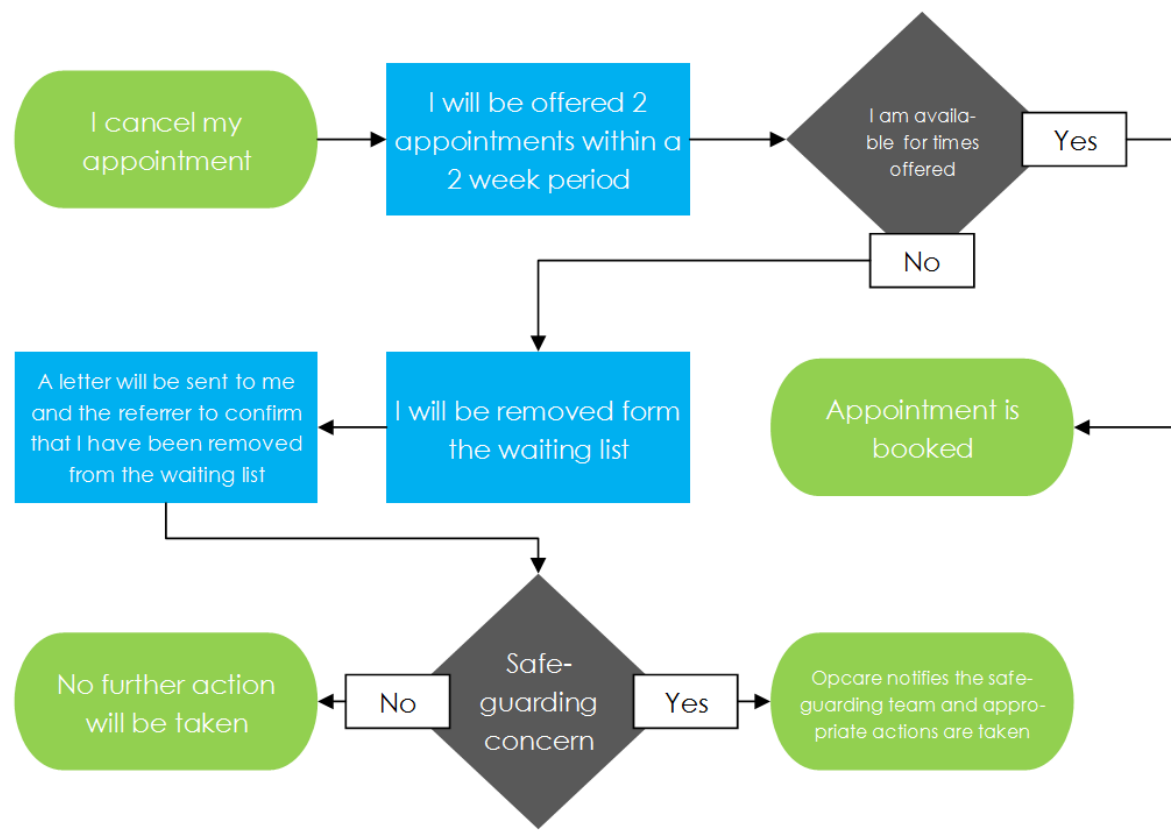 I cancel my
appointment
I will be offered 2
appointments within a
2 week period
I am availa-
ble for times
offered
Yes
No
A letter will be sent to me
and the referrer to confirm
that I have been removed
from the waiting list
I will be removed form
the waiting list
Appointment is
booked
No further action
will be taken
No
Safe-
guarding
concern
Yes
Opcare notifies the safe-
guarding team and appro-
priate actions are taken